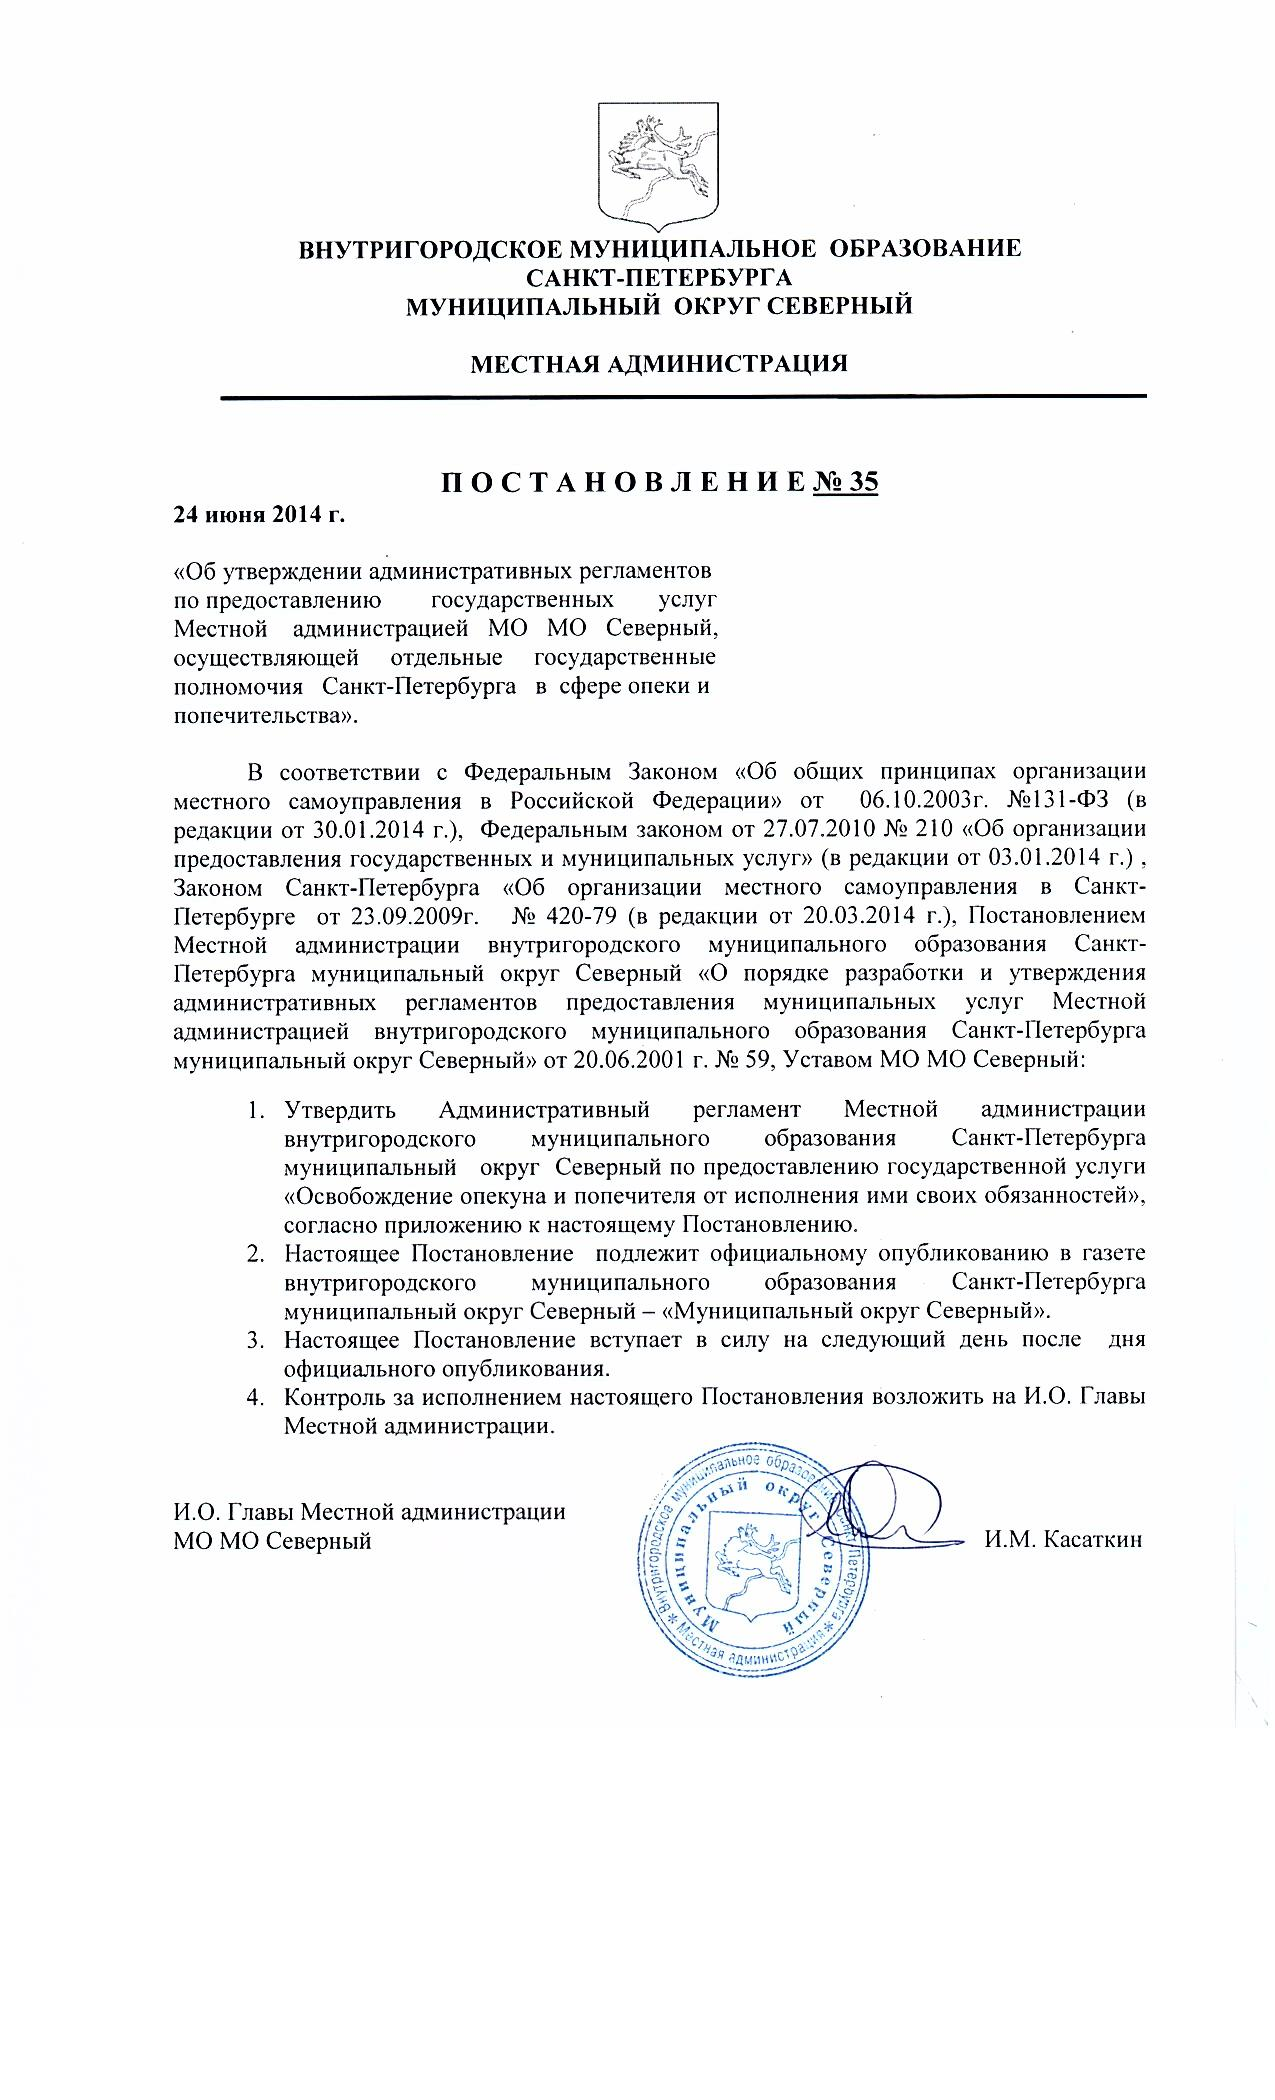 ВНУТРИГОРОДСКОЕ МУНИЦИПАЛЬНОЕ ОБРАЗОВАНИЕ
САНКТ-ПЕТЕРБУРГА
МУНИЦИПАЛЬНЫЙ ОКРУГ СЕВЕРНЫЙ
МЕСТНАЯ АДМИНИСТРАЦИЯ
П О С Т А Н О В Л Е Н И Е № 35
24 июня 2014 г.
«Об утверждении административных регламентов
по предоставлению государственных услуг
Местной администрацией МО МО Северный,
осуществляющей отдельные государственные
полномочия Санкт-Петербурга в сфере опеки и
попечительства».
В соответствии с Федеральным Законом «Об общих принципах организации
местного самоуправления в Российской Федерации» от 06.10.2003г. №131-ФЗ (в
редакции от 30.01.2014 г.), Федеральным законом от 27.07.2010 № 210 «Об организации
предоставления государственных и муниципальных услуг» (в редакции от 03.01.2014 г.) ,
Законом Санкт-Петербурга «Об организации местного самоуправления в Санкт-
Петербурге от 23.09.2009г. № 420-79 (в редакции от 20.03.2014 г.), Постановлением
Местной администрации внутригородского муниципального образования Санкт-
Петербурга муниципальный округ Северный «О порядке разработки и утверждения
административных регламентов предоставления муниципальных услуг Местной
администрацией внутригородского муниципального образования Санкт-Петербурга
муниципальный округ Северный» от 20.06.2001 г. № 59, Уставом МО МО Северный:
1. Утвердить Административный регламент Местной администрации
внутригородского муниципального образования Санкт-Петербурга
муниципальный округ Северный по предоставлению государственной услуги
«Освобождение опекуна и попечителя от исполнения ими своих обязанностей»,
согласно приложению к настоящему Постановлению.
2. Настоящее Постановление подлежит официальному опубликованию в газете
внутригородского муниципального образования Санкт-Петербурга
муниципальный округ Северный – «Муниципальный округ Северный».
3. Настоящее Постановление вступает в силу на следующий день после дня
официального опубликования.
4. Контроль за исполнением настоящего Постановления возложить на И.О. Главы
Местной администрации.
И.О. Главы Местной администрации
МО МО Северный И.М. Касаткин
Внутригородское муниципальное образование Санкт-Петербурга
* Местная администрация *
Муниципальный округ Северный